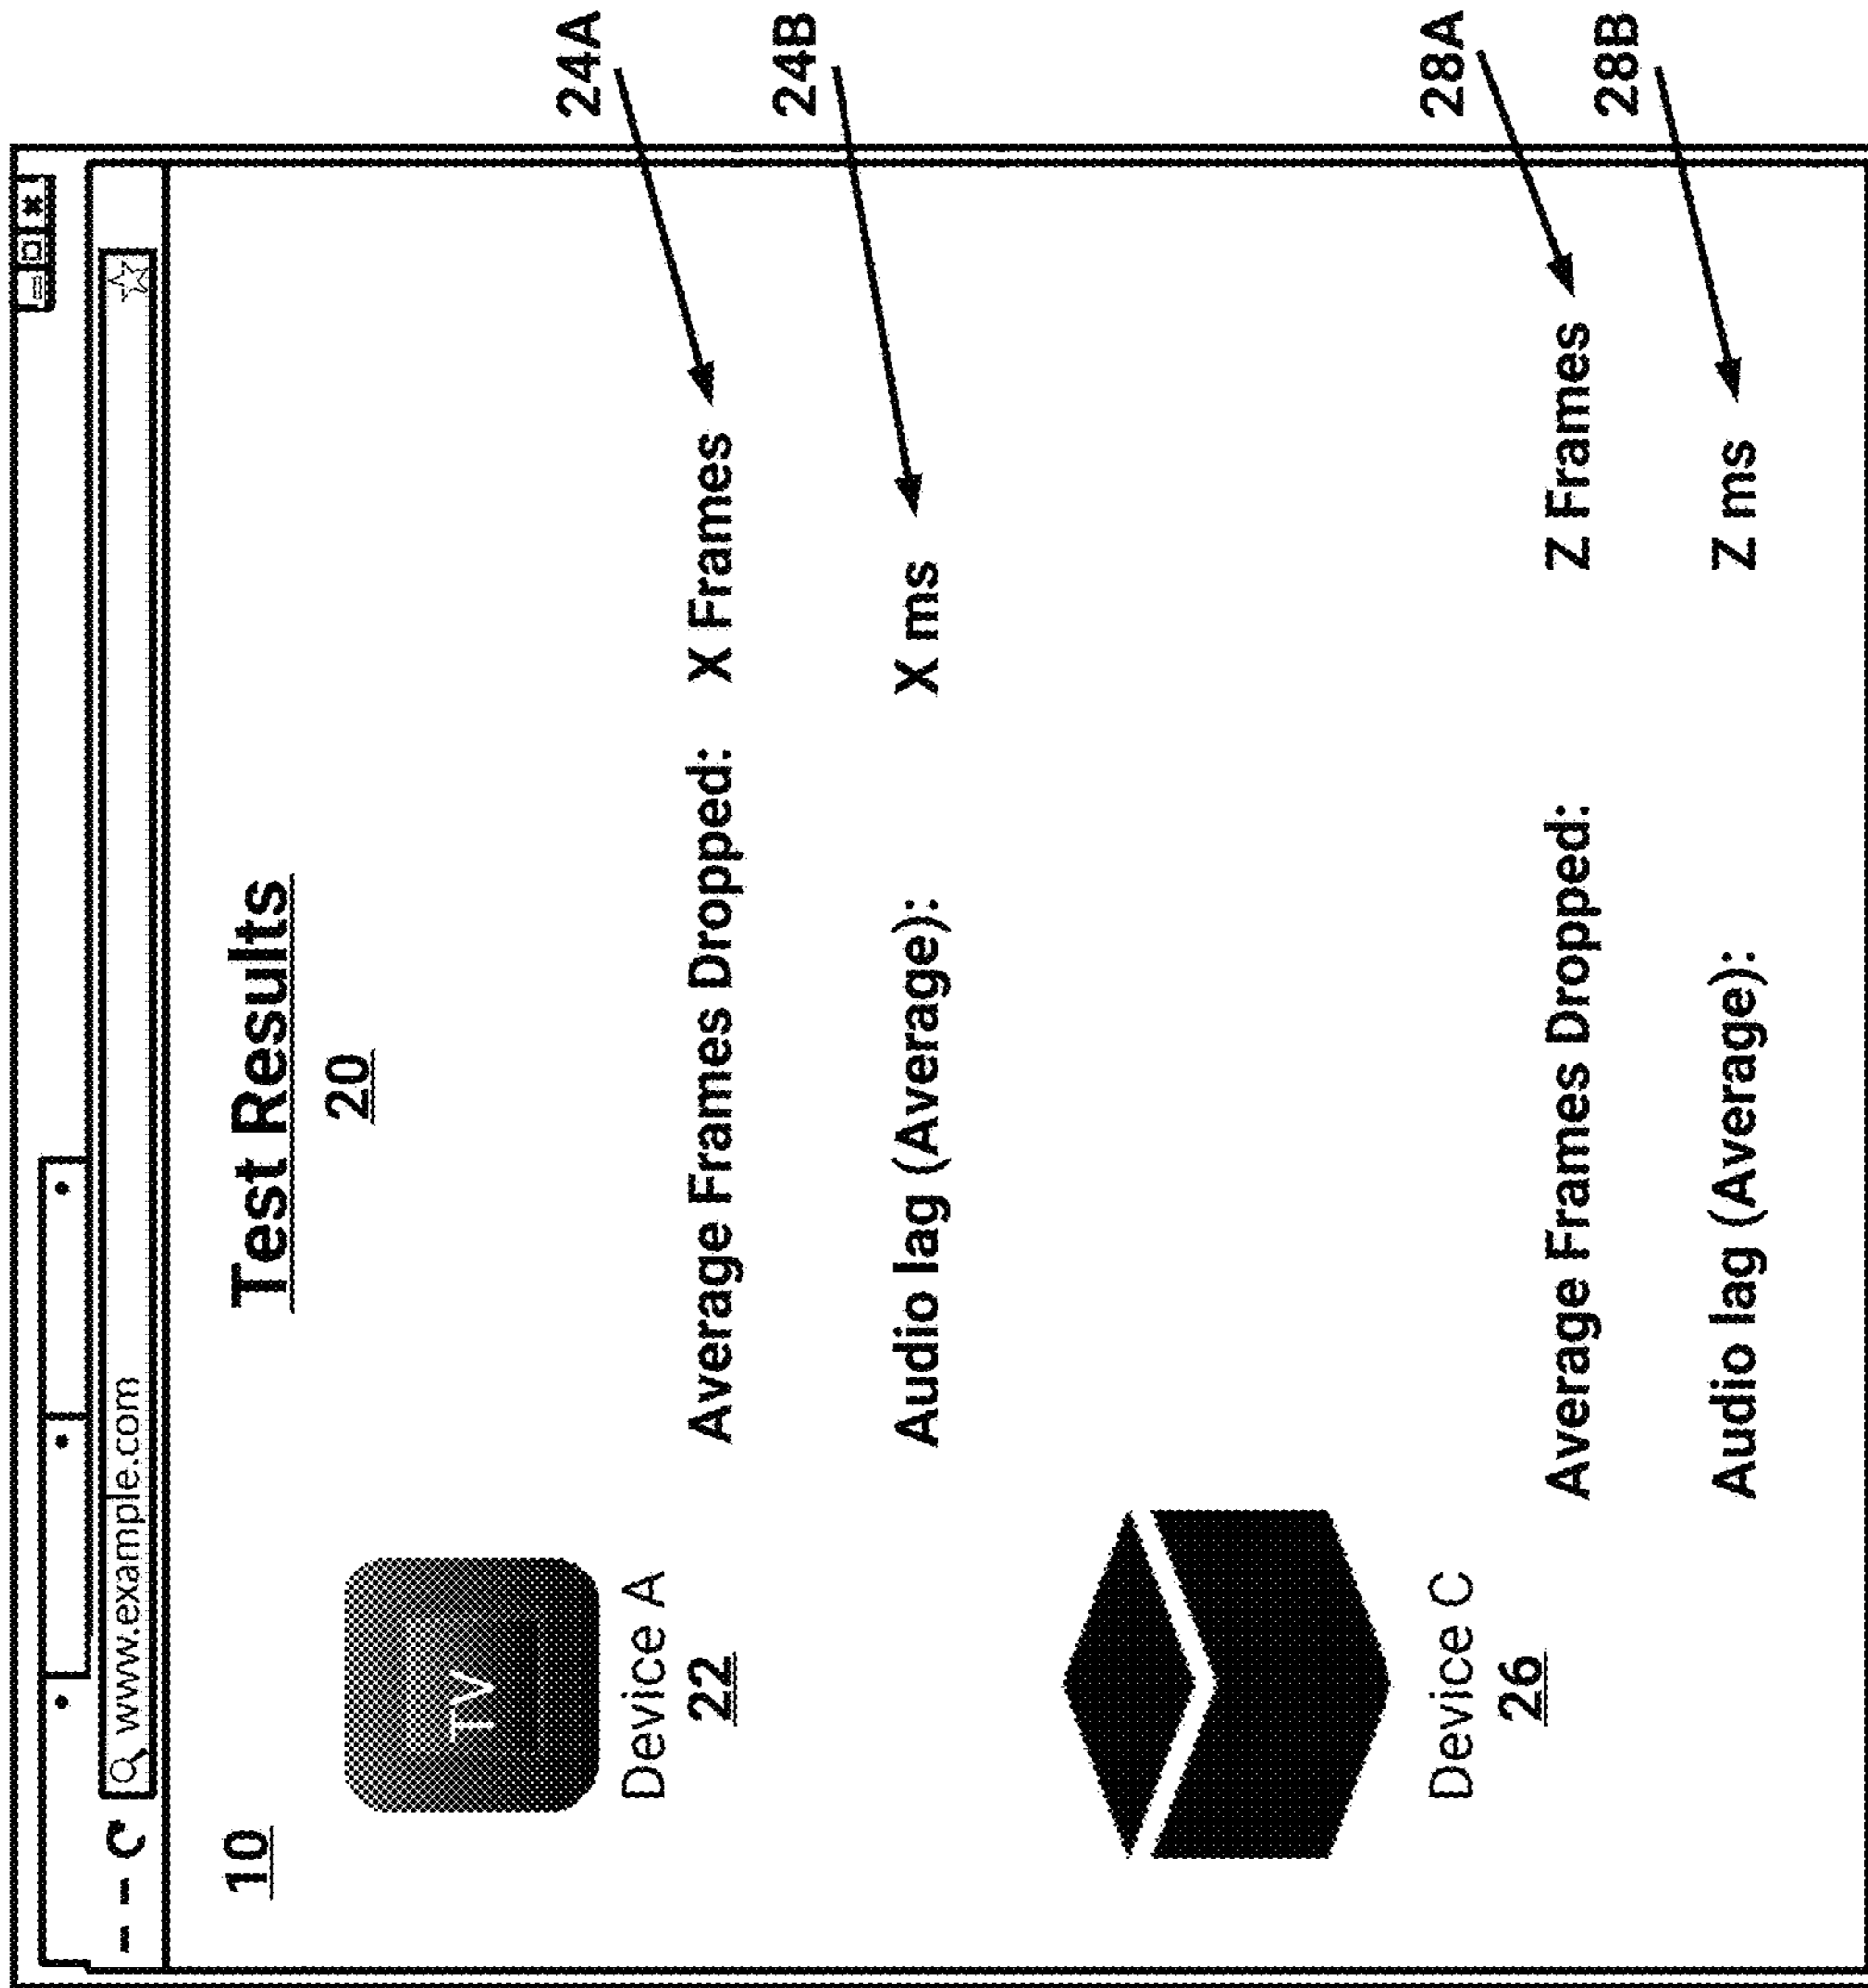 www.example.com
10
Test Results
20
TV
Device A
22
Average Frames Dropped: X Frames
24A
Audio lag (Average): X ms
24B
Device C
26
Average Frames Dropped: Z Frames
28A
Audio lag (Average): Z ms
28B